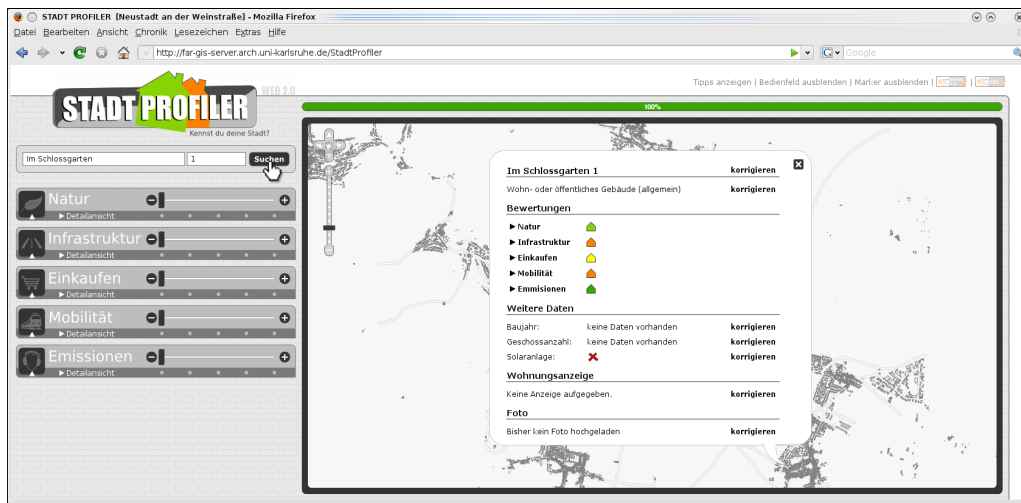 STADT PROFILER [Neustadt an der Weinstraße] - Mozilla Firefox
Datei Bearbeiten Ansicht Chronik Lesezeichen Extras Hilfe
http://far-gis-server.arch.uni-karlsruhe.de/StadtProfiler
Google
STADT PROFILER
WEB 2.0
Kennst du deine Stadt?
Tipps anzeigen | Bedienfeld ausblenden | Marker ausblenden |
100%
Im Schlossgarten 1 Suchen
Natur
Detailansicht
Infrastruktur
Detailansicht
Einkaufen
Detailansicht
Mobilität
Detailansicht
Emissionen
Detailansicht
Im Schlossgarten 1 korrigieren
Wohn- oder öffentliches Gebäude (allgemein) korrigieren
Bewertungen
Natur
Infrastruktur
Einkaufen
Mobilität
Emmisionen
Weitere Daten
Baujahr: keine Daten vorhanden korrigieren
Geschossanzahl: keine Daten vorhanden korrigieren
Solaranlage: korrigieren
Wohnungsanzeige
Keine Anzeige aufgegeben. korrigieren
Foto
Bisher kein Foto hochgeladen korrigieren